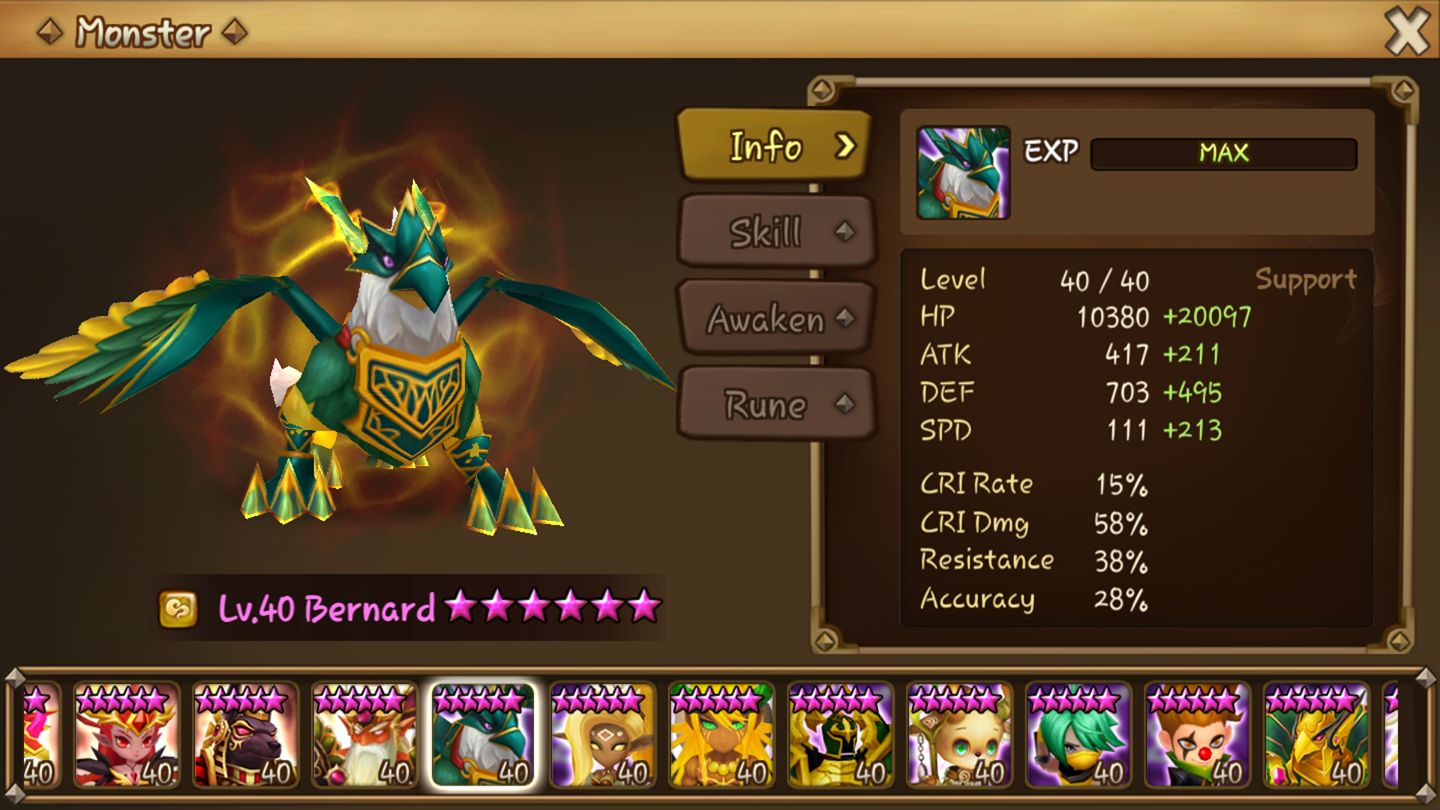 Monster
X
Info
Skill
Awaken
Rune
EXP MAX
Level 40 / 40 Support
HP 10380 +20097
ATK 417 +211
DEF 703 +495
SPD 111 +213
CRI Rate 15%
CRI Dmg 58%
Resistance 38%
Accuracy 28%
Lv.40 Bernard
40 40 40 40 40 40 40 40 40 40 40 40